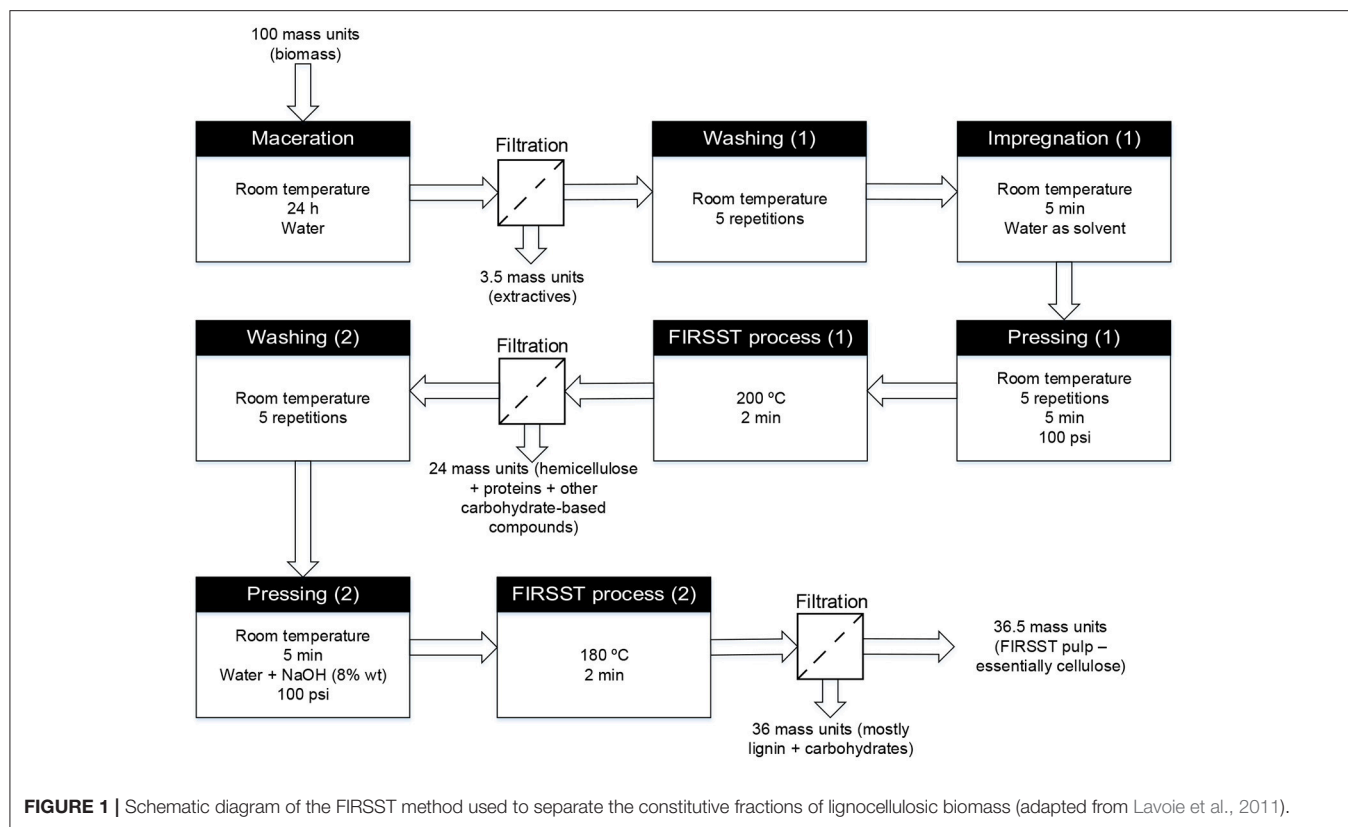 100 mass units
(biomass)
Maceration
Room temperature
24 h
Water
Filtration
3.5 mass units
(extractives)
Washing (1)
Room temperature
5 repetitions
Impregnation (1)
Room temperature
5 min
Water as solvent
Pressing (1)
Room temperature
5 repetitions
5 min
100 psi
FIRSST process (1)
200 ºC
2 min
Filtration
24 mass units (hemicellulose
+ proteins + other
carbohydrate-based
compounds)
Washing (2)
Room temperature
5 repetitions
Pressing (2)
Room temperature
5 min
Water + NaOH (8% wt)
100 psi
FIRSST process (2)
180 ºC
2 min
Filtration
36 mass units (mostly
lignin + carbohydrates)
36.5 mass units
(FIRSST pulp –
essentially cellulose)
FIGURE 1 | Schematic diagram of the FIRSST method used to separate the constitutive fractions of lignocellulosic biomass (adapted from Lavoie et al., 2011).